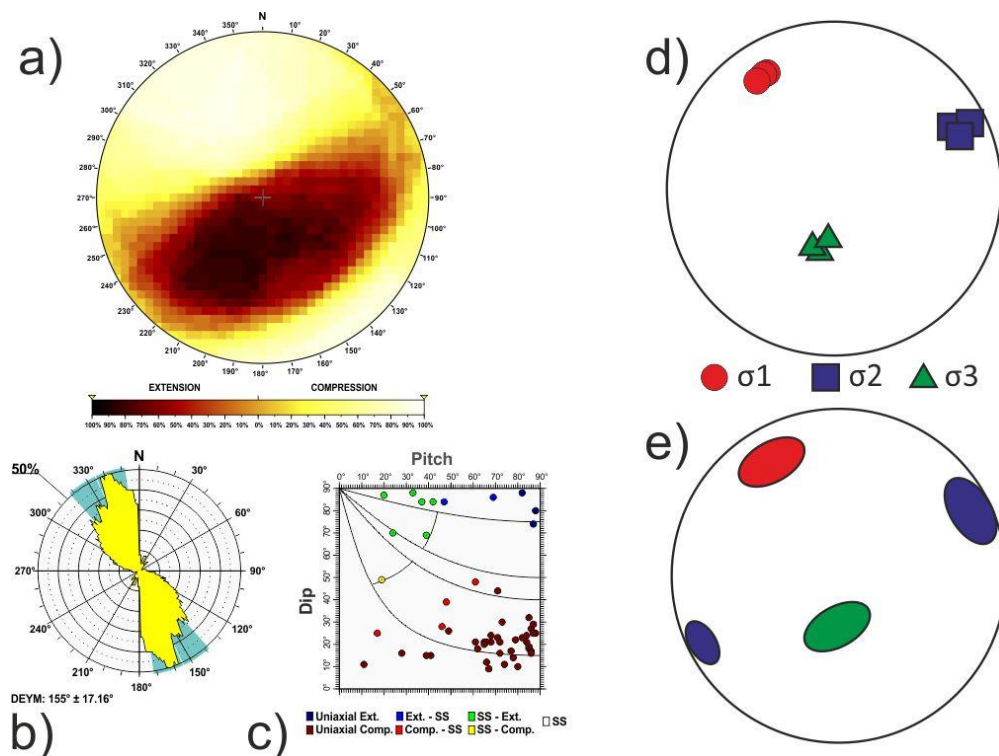 a)
N
350° 10°
340° 20°
330° 30°
320° 40°
310° 50°
300° 60°
290° 70°
280° 80°
270° 90°
260° 100°
250° 110°
240° 120°
230° 130°
220° 140°
210° 150°
200° 160°
190° 180° 170°
EXTENSION COMPRESSION
100% 90% 80% 70% 60% 50% 40% 30% 20% 10% 0% 10% 20% 30% 40% 50% 60% 70% 80% 90% 100%
b)
50%
N
330° 30°
300° 60°
270° 90°
240° 120°
210° 150°
180°
DEYM: 155° ± 17.16°
c)
Pitch
0° 10° 20° 30° 40° 50° 60° 70° 80° 90°
Dip
90°
80°
70°
60°
50°
40°
30°
20°
10°
0°
Uniaxial Ext. Ext. - SS SS - Ext. SS
Uniaxial Comp. Comp. - SS SS - Comp.
d)
σ1 σ2 σ3
e)